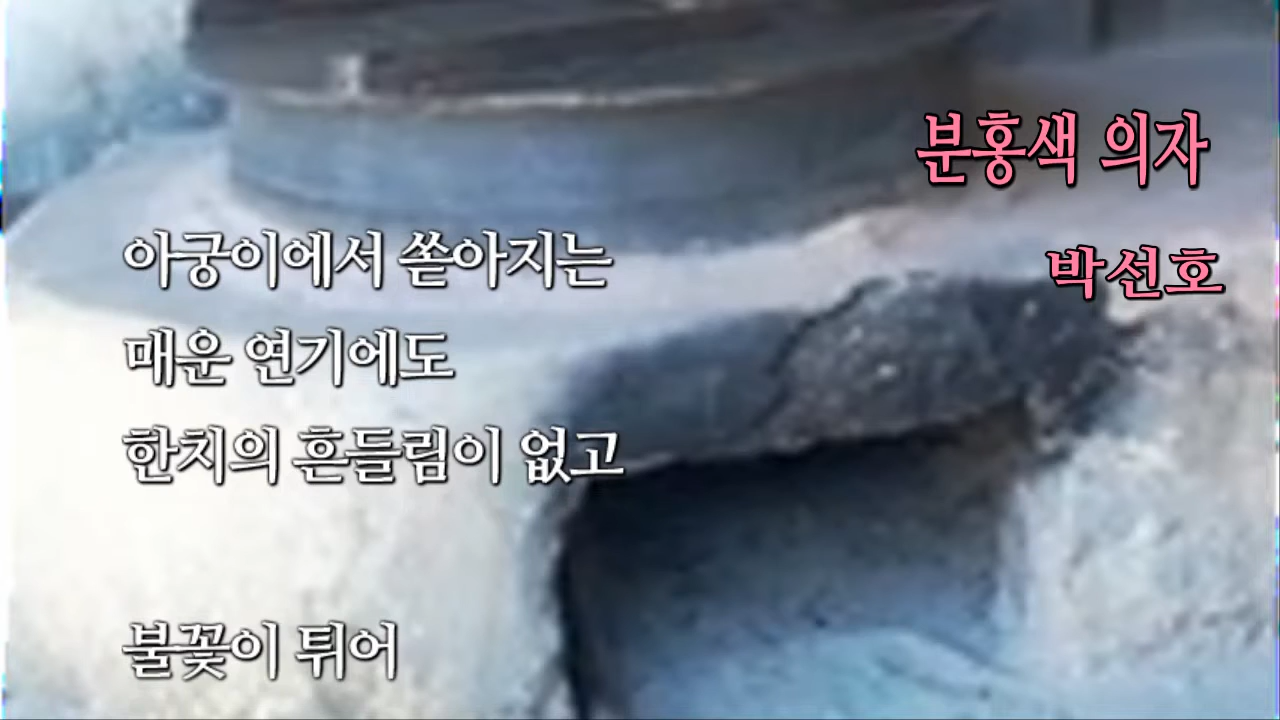 분홍색 의자
박선호
아궁이에서 쏟아지는
매운 연기에도
한치의 흔들림이 없고
불꽃이 튀어